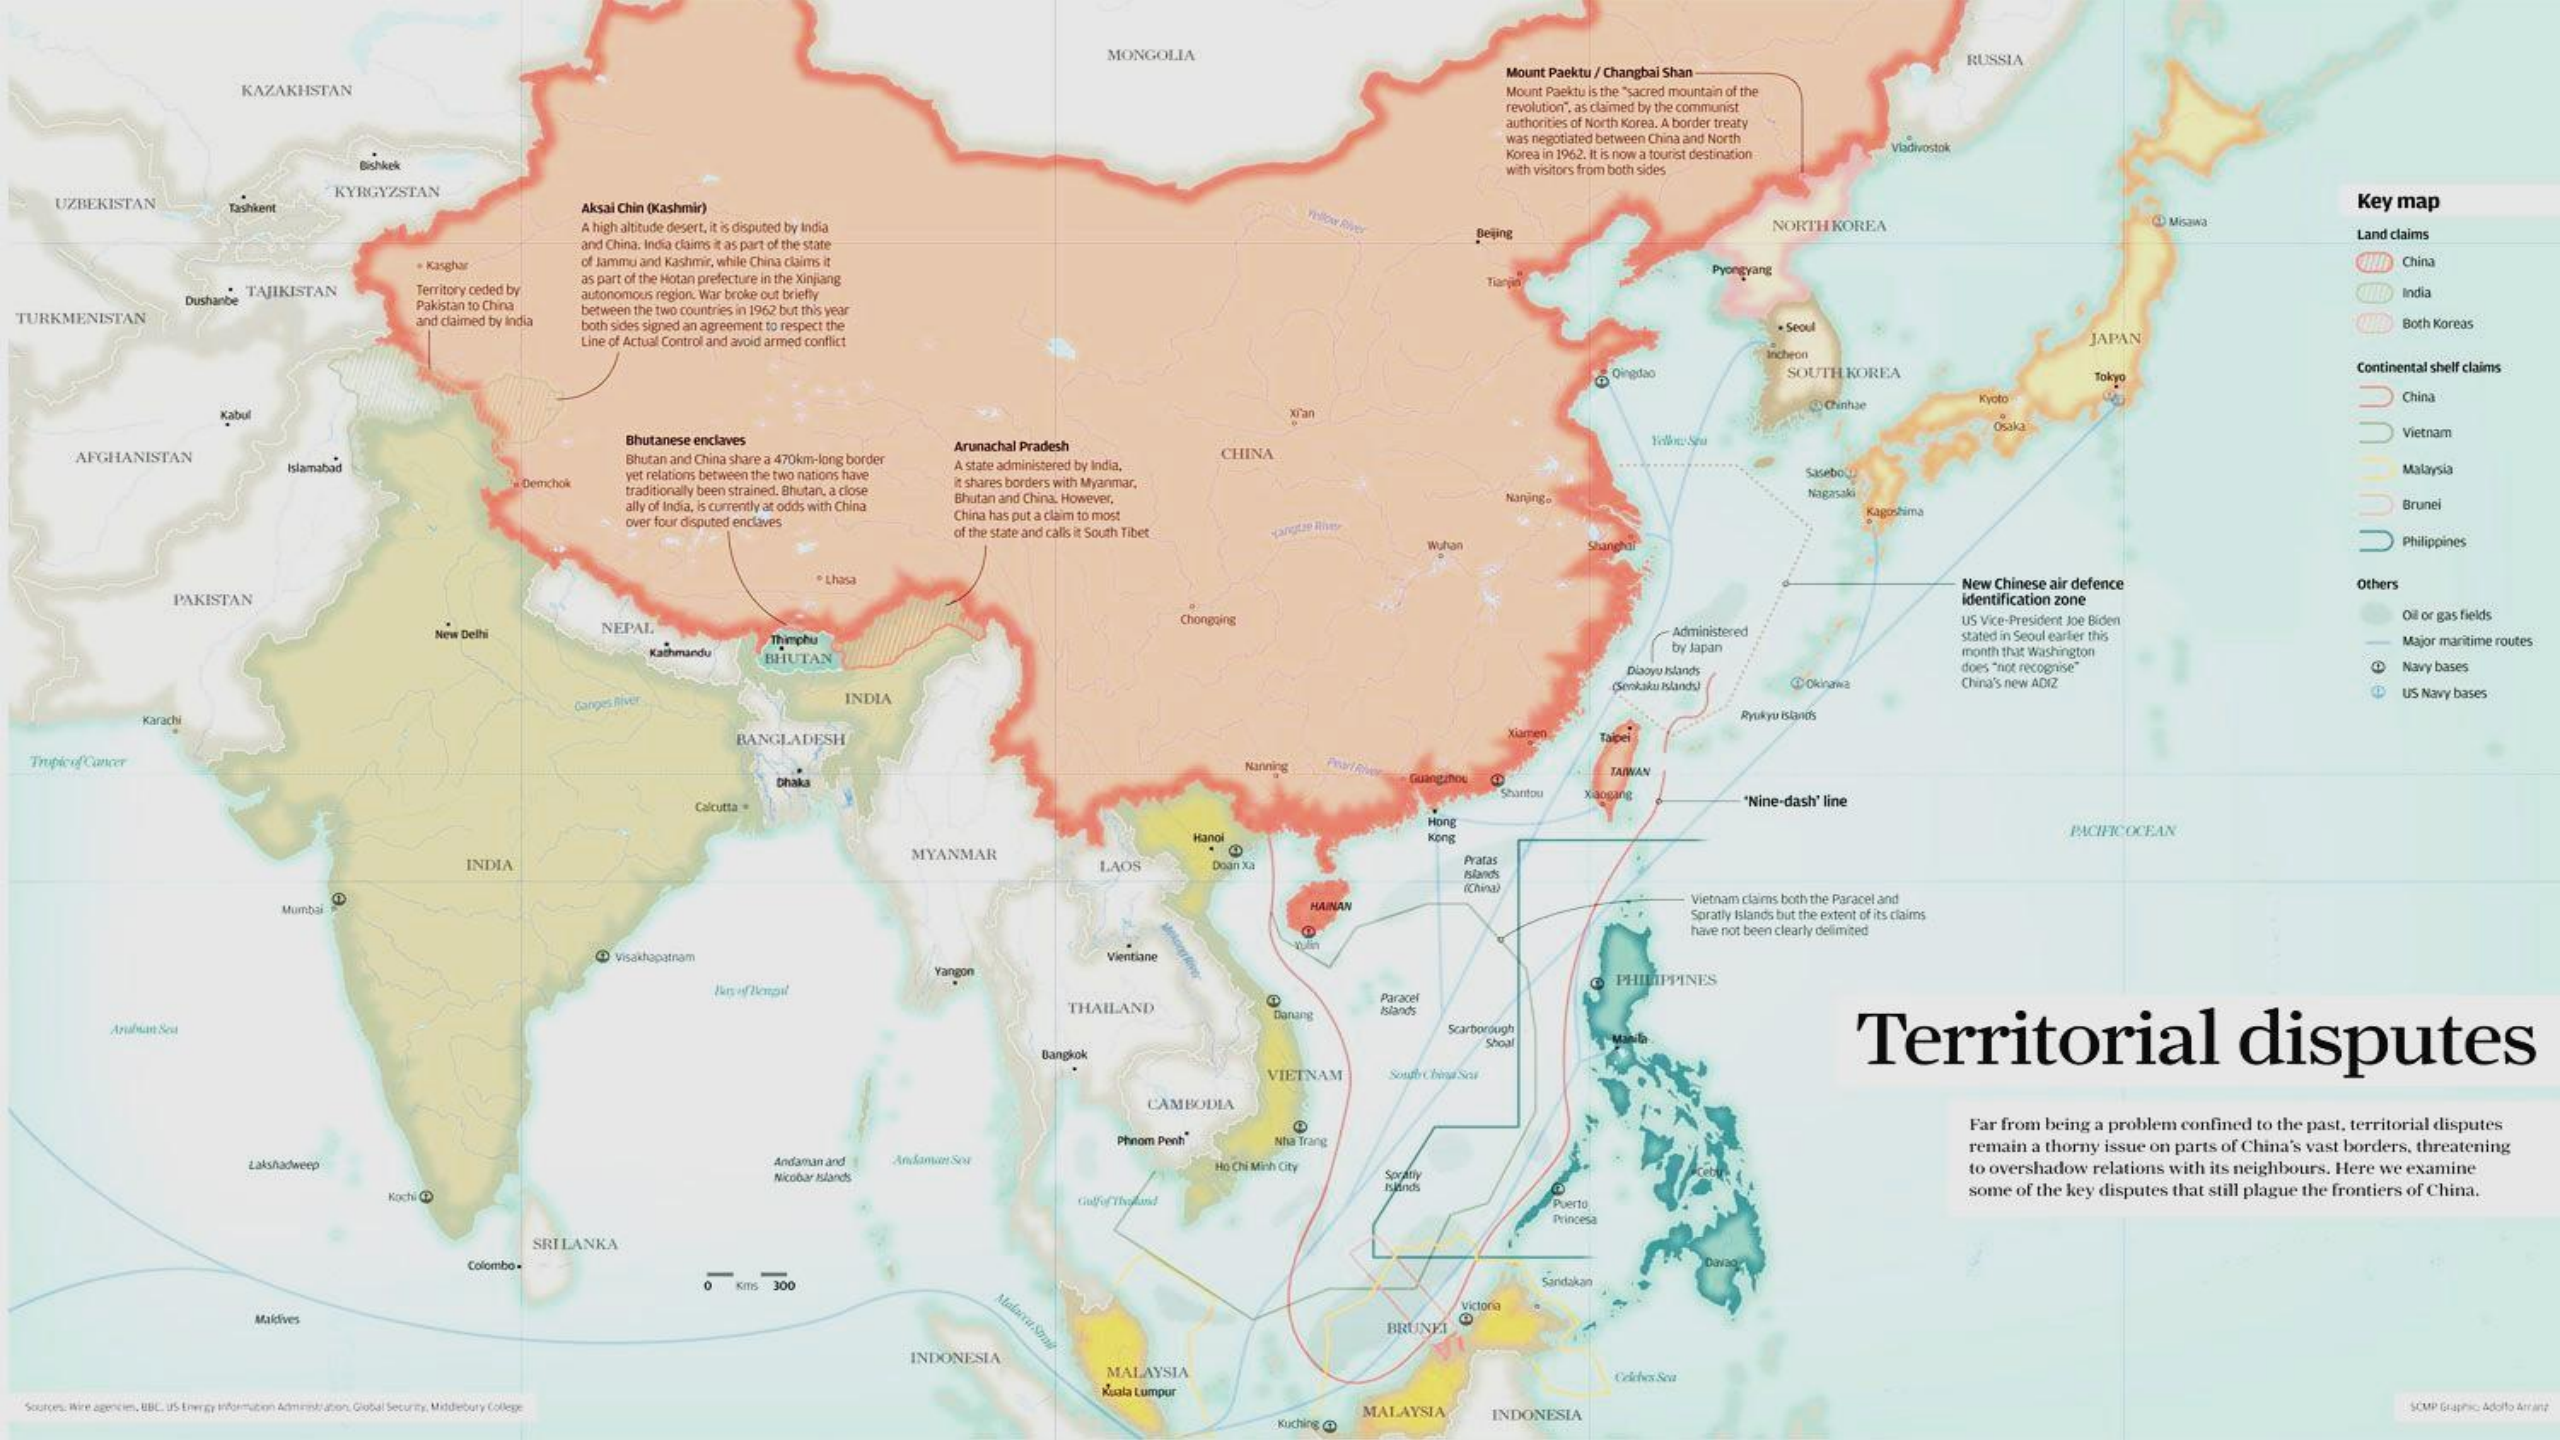 MONGOLIA
RUSSIA
KAZAKHSTAN
Mount Paektu / Changbai Shan
Mount Paektu is the "sacred mountain of the
revolution", as claimed by the communist
authorities of North Korea. A border treaty
was negotiated between China and North
Korea in 1962. It is now a tourist destination
with visitors from both sides
Vladivostok
Bishkek
KYRGYZSTAN
UZBEKISTAN
Tashkent
Aksai Chin (Kashmir)
A high altitude desert, it is disputed by India
and China. India claims it as part of the state
of Jammu and Kashmir, while China claims it
as part of the Hotan prefecture in the Xinjiang
autonomous region. War broke out briefly
between the two countries in 1962 but this year
both sides signed an agreement to respect the
Line of Actual Control and avoid armed conflict
Yellow River
Beijing
NORTH KOREA
Misawa
Key map
Land claims
China
India
Both Koreas
Continental shelf claims
China
Vietnam
Malaysia
Brunei
Philippines
Others
Oil or gas fields
Major maritime routes
Navy bases
US Navy bases
Kasghar
Territory ceded by
Pakistan to China
and claimed by India
Dushanbe
TAJIKISTAN
TURKMENISTAN
Tianjin
Pyongyang
Seoul
Incheon
SOUTH KOREA
Chinhae
JAPAN
Tokyo
Kyoto
Osaka
Qingdao
Kabul
AFGHANISTAN
Islamabad
Xi'an
CHINA
Yellow Sea
Sasebo
Nagasaki
Kagoshima
Demchok
Bhutanese enclaves
Bhutan and China share a 470km-long border
yet relations between the two nations have
traditionally been strained. Bhutan, a close
ally of India, is currently at odds with China
over four disputed enclaves
Arunachal Pradesh
A state administered by India,
it shares borders with Myanmar,
Bhutan and China. However,
China has put a claim to most
of the state and calls it South Tibet
Nanjing
Yangtze River
Wuhan
Shanghai
Lhasa
New Chinese air defence
identification zone
US Vice-President Joe Biden
stated in Seoul earlier this
month that Washington
does "not recognise"
China's new ADIZ
PAKISTAN
New Delhi
NEPAL
Kathmandu
Thimphu
BHUTAN
Chongqing
Administered
by Japan
Diaoyu Islands
(Senkaku Islands)
Okinawa
Ryukyu Islands
INDIA
Ganges River
Karachi
BANGLADESH
Xiamen
Taipei
Tropic of Cancer
Dhaka
Nanning
Pearl River
Guangzhou
Shantou
TAIWAN
Xiaogang
'Nine-dash' line
Calcutta
Hong
Kong
PACIFIC OCEAN
Hanoi
Doan Xa
INDIA
MYANMAR
LAOS
Pratas
Islands
(China)
Mumbai
HAINAN
Yulin
Vietnam claims both the Paracel and
Spratly Islands but the extent of its claims
have not been clearly delimited
Visakhapatnam
Yangon
Vientiane
Mekong River
Bay of Bengal
PHILIPPINES
Arabian Sea
THAILAND
Danang
Paracel
Islands
Scarborough
Shoal
Manila
Territorial disputes
Bangkok
VIETNAM
South China Sea
CAMBODIA
Phnom Penh
Nha Trang
Ho Chi Minh City
Far from being a problem confined to the past, territorial disputes
remain a thorny issue on parts of China's vast borders, threatening
to overshadow relations with its neighbours. Here we examine
some of the key disputes that still plague the frontiers of China.
Lakshadweep
Andaman and
Nicobar Islands
Andaman Sea
Spratly
Islands
Cebu
Kochi
Gulf of Thailand
Puerto
Princesa
SRI LANKA
Colombo
0 Kms 300
Davao
Sandakan
Maldives
Malacca Strait
Victoria
BRUNEI
INDONESIA
MALAYSIA
Kuala Lumpur
Celebes Sea
Kuching
MALAYSIA
INDONESIA
Sources: Wire agencies, BBC, US Energy Information Administration, Global Security, Middlebury College
SCMP Graphic: Adolfo Arranz